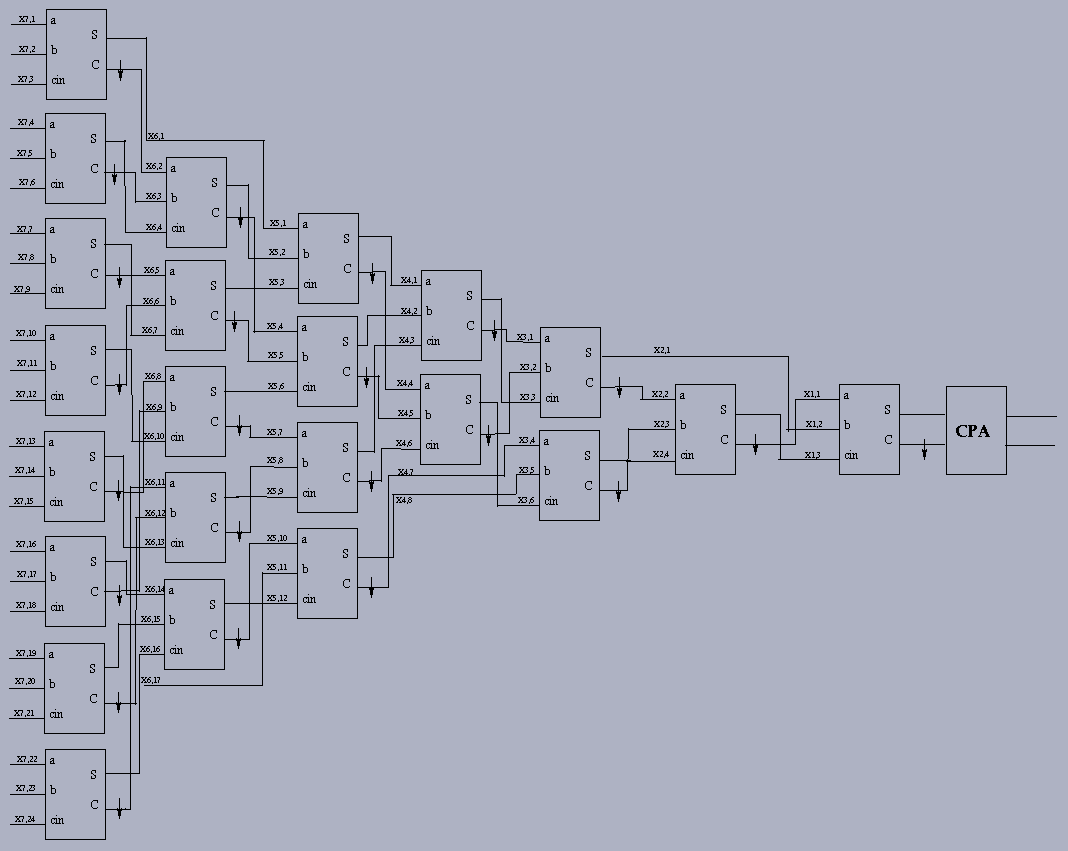 X7,1 a
S
X7,2 b
C
X7,3 cin
X7,4 a
S
X7,5 b
C
X7,6 cin
X7,7 a
S
X7,8 b
C
X7,9 cin
X7,10 a
S
X7,11 b
C
X7,12 cin
X7,13 a
S
X7,14 b
C
X7,15 cin
X7,16 a
S
X7,17 b
C
X7,18 cin
X7,19 a
S
X7,20 b
C
X7,21 cin
X7,22 a
S
X7,23 b
C
X7,24 cin
X6,1
X6,2 a
S
X6,3 b
C
X6,4 cin
X6,5 a
S
X6,6 b
C
X6,7 cin
X6,8 a
S
X6,9 b
C
X6,10 cin
X6,11 a
S
X6,12 b
C
X6,13 cin
X6,14 a
S
X6,15 b
C
X6,16 cin
X6,17
X5,1 a
S
X5,2 b
C
X5,3 cin
X5,4 a
S
X5,5 b
C
X5,6 cin
X5,7 a
S
X5,8 b
C
X5,9 cin
X5,10 a
S
X5,11 b
C
X5,12 cin
X4,1 a
S
X4,2 b
C
X4,3 cin
X4,4 a
S
X4,5 b
C
X4,6 cin
X4,7
X4,8
X3,1 a
S
X3,2 b
C
X3,3 cin
X3,4 a
S
X3,5 b
C
X3,6 cin
X2,1
X2,2 a
S
X2,3 b
C
X2,4 cin
X1,1 a
S
X1,2 b
C
X1,3 cin
CPA